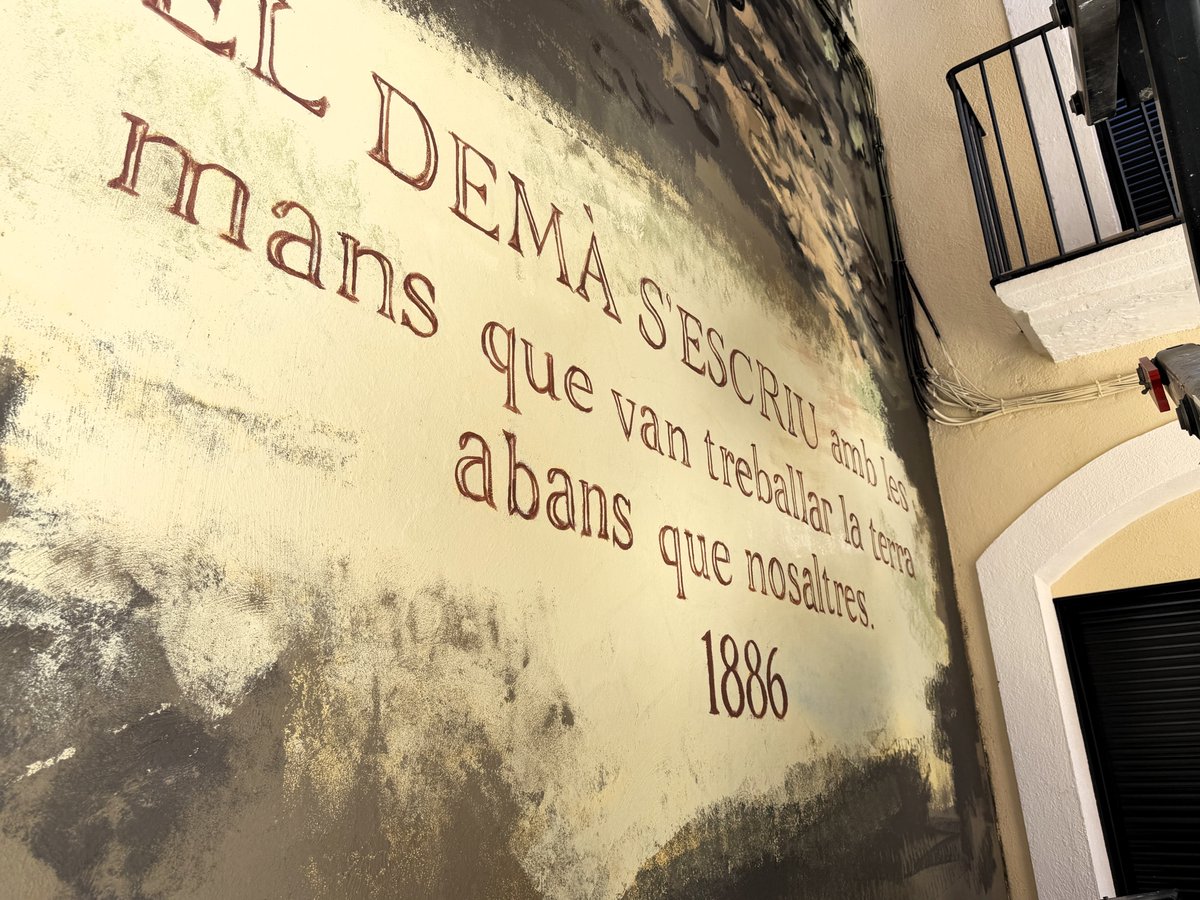 EL DEMÀ S'ESCRIU amb les
mans que van treballar la terra
abans que nosaltres.
1886